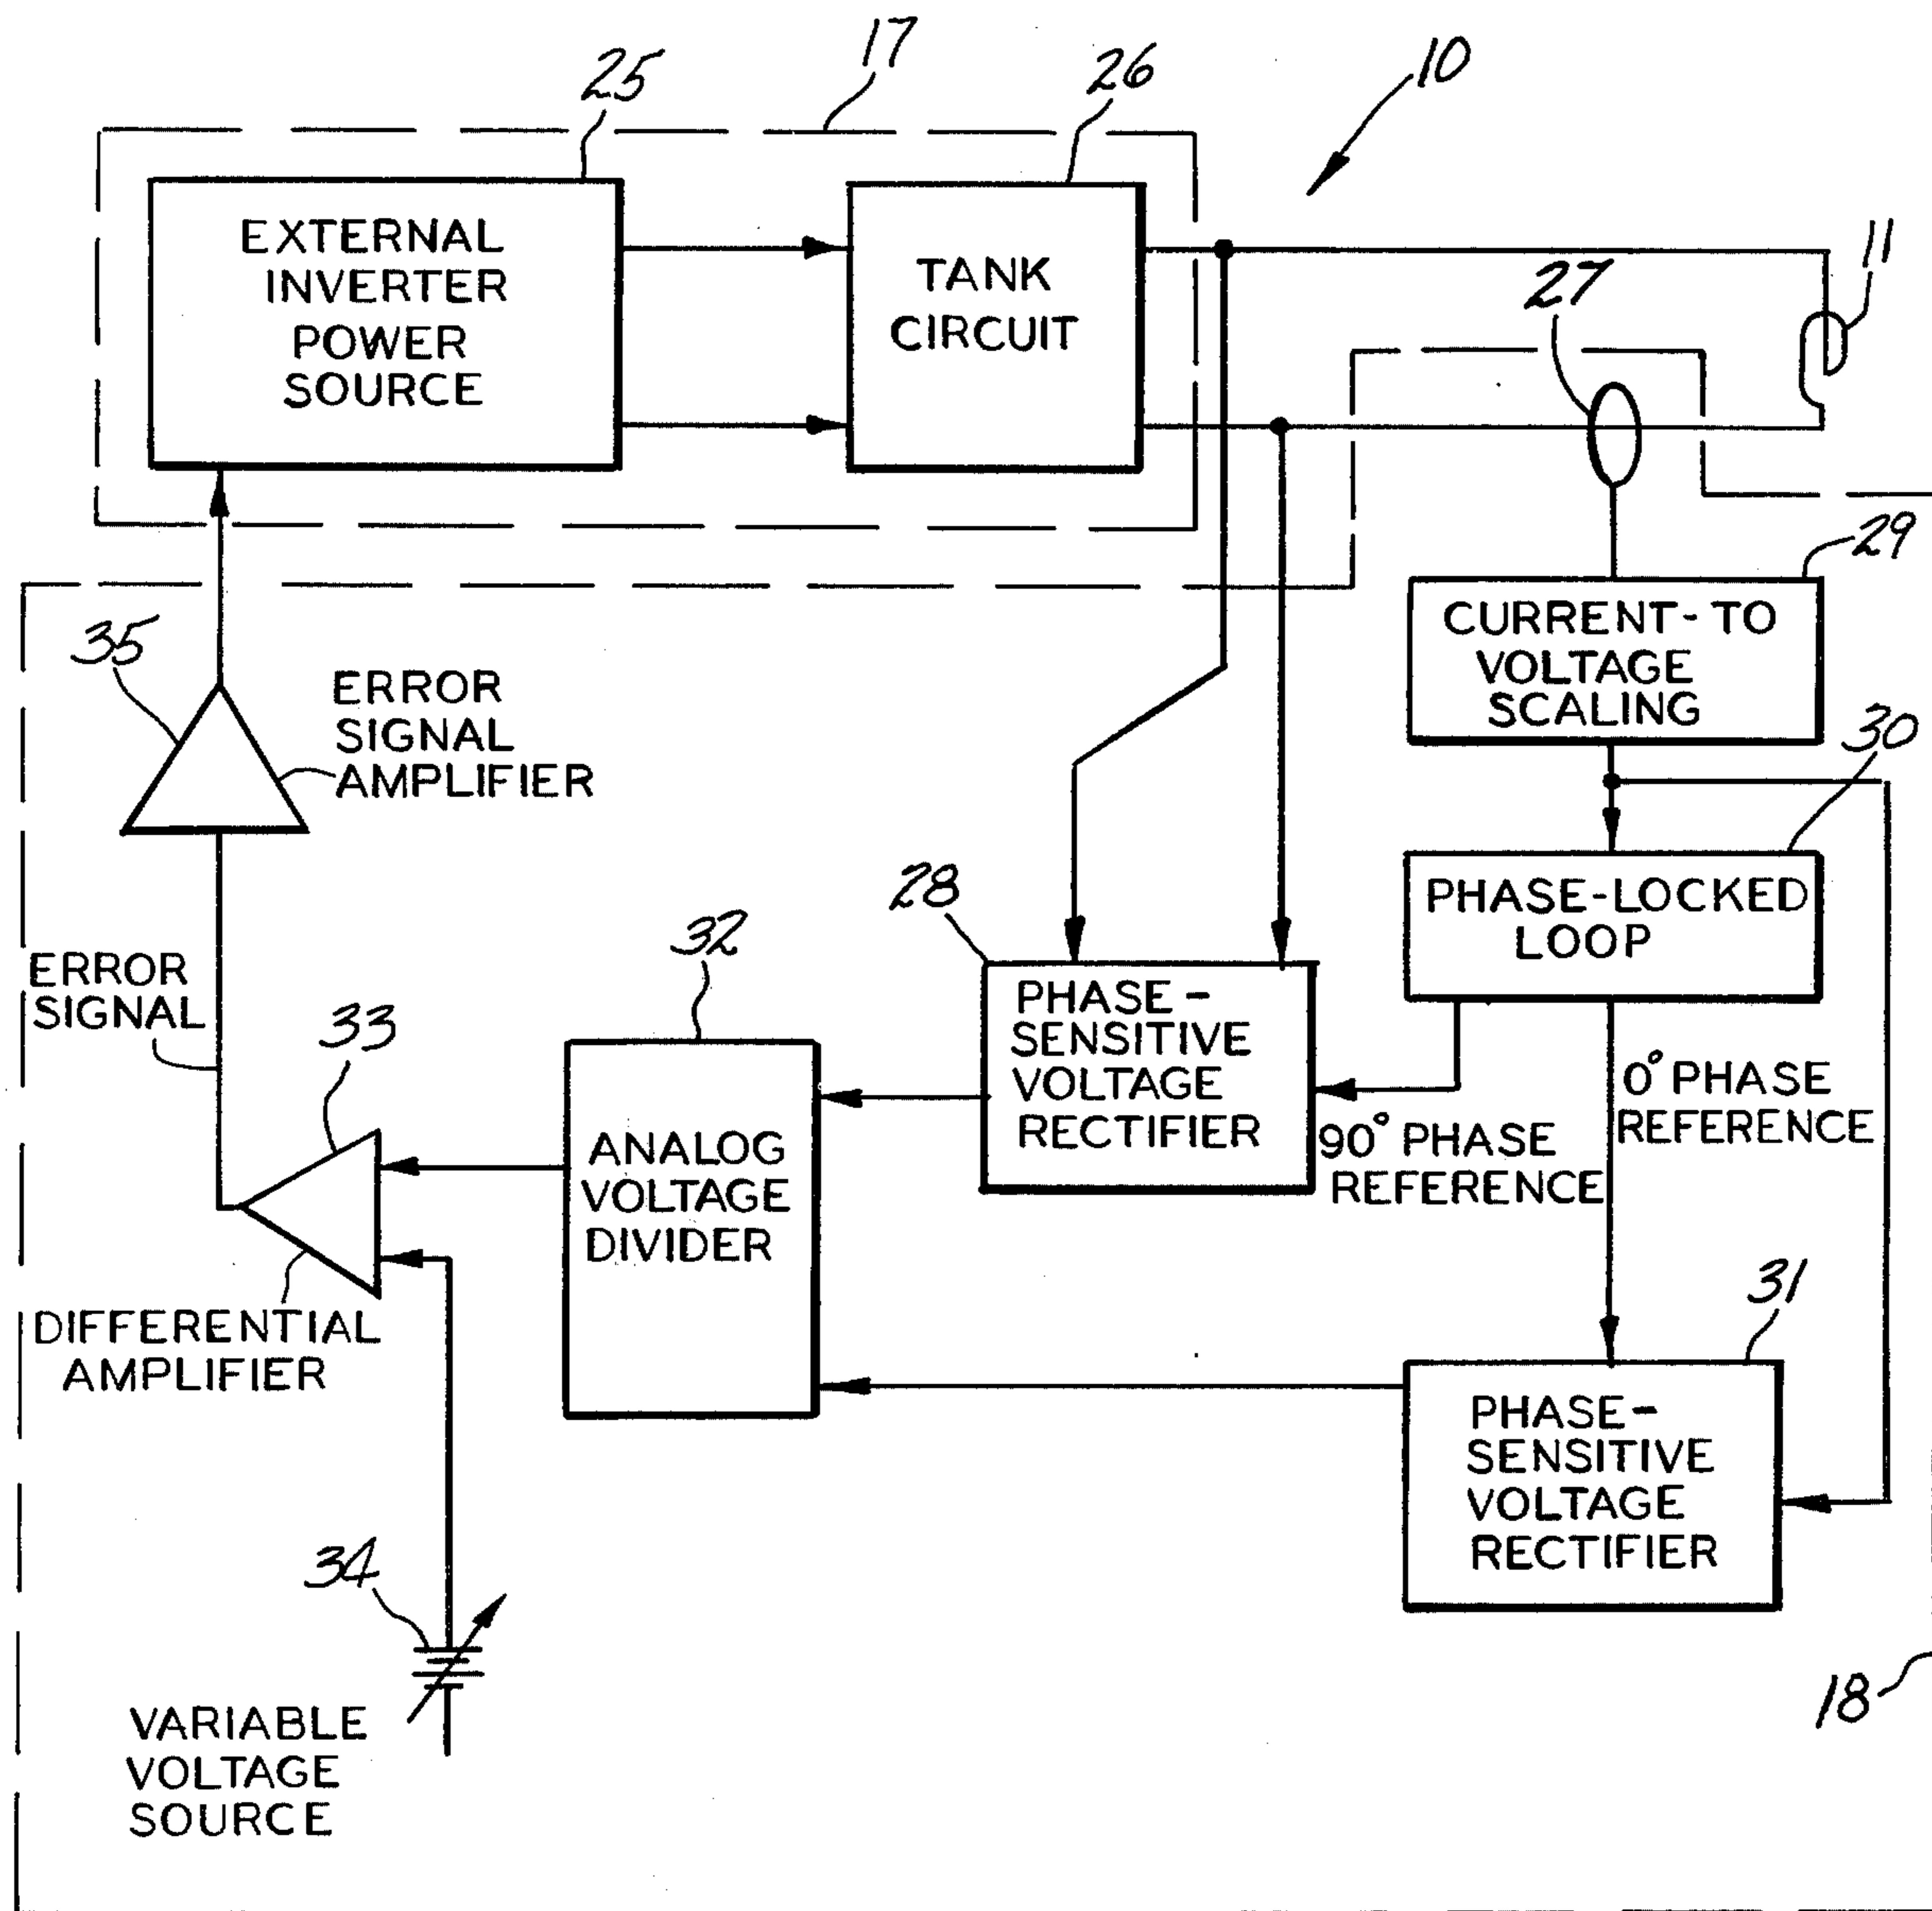 17
10
25
26
EXTERNAL
INVERTER
POWER
SOURCE
TANK
CIRCUIT
27
11
29
CURRENT-TO
VOLTAGE
SCALING
35
ERROR
SIGNAL
AMPLIFIER
30
PHASE-LOCKED
LOOP
28
32
ERROR
SIGNAL
33
PHASE-
SENSITIVE
VOLTAGE
RECTIFIER
0° PHASE
REFERENCE
90° PHASE
REFERENCE
ANALOG
VOLTAGE
DIVIDER
31
DIFFERENTIAL
AMPLIFIER
PHASE-
SENSITIVE
VOLTAGE
RECTIFIER
34
18
VARIABLE
VOLTAGE
SOURCE